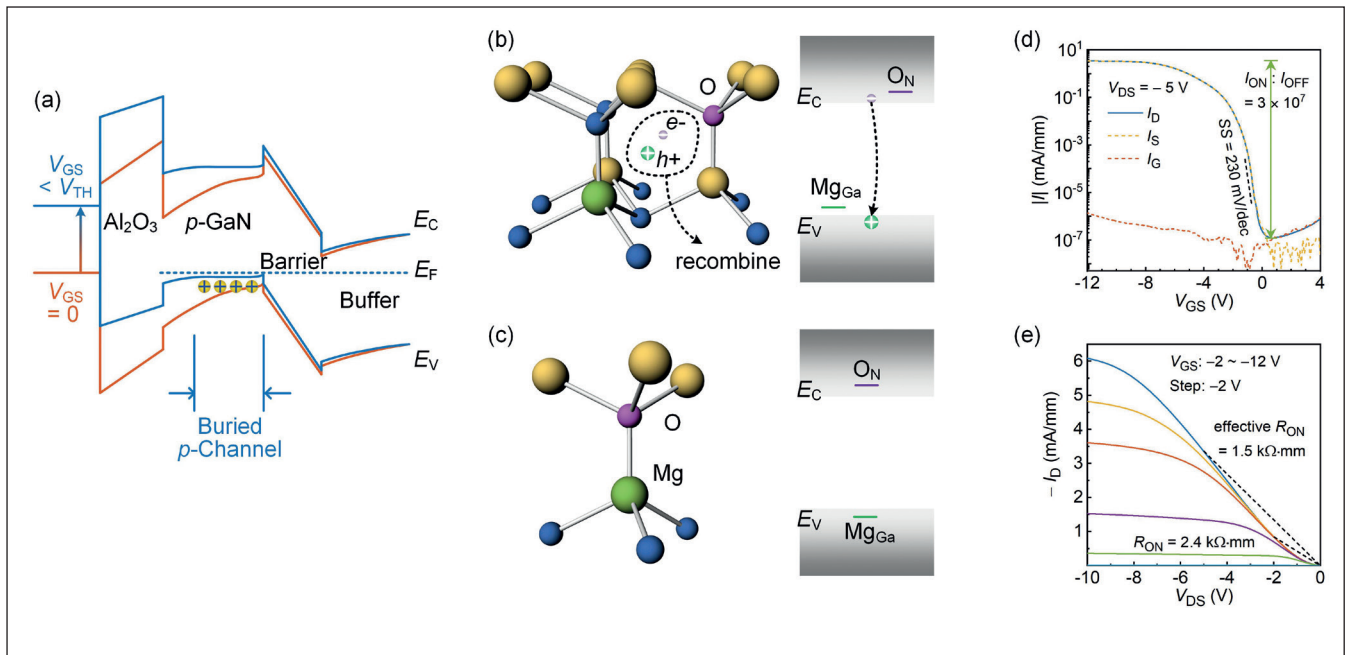 (a)
V_GS
< V_TH
Al₂O₃
p-GaN
E_C
Barrier
E_F
V_GS
= 0
Buffer
E_V
Buried
p-Channel
(b)
O
e-
h+
recombine
O_N
E_C
Mg_Ga
E_V
(c)
O
Mg
O_N
E_C
E_V
Mg_Ga
(d)
10¹
10⁻¹
10⁻³
10⁻⁵
10⁻⁷
|I| (mA/mm)
V_DS = – 5 V
I_D
I_S
I_G
SS = 230 mV/dec
I_ON : I_OFF
= 3 × 10⁷
-12 -8 -4 0 4
V_GS (V)
(e)
6
5
4
3
2
1
– I_D (mA/mm)
V_GS: –2 ~ –12 V
Step: –2 V
effective R_ON
= 1.5 kΩ·mm
R_ON = 2.4 kΩ·mm
-10 -8 -6 -4 -2 0
V_DS (V)